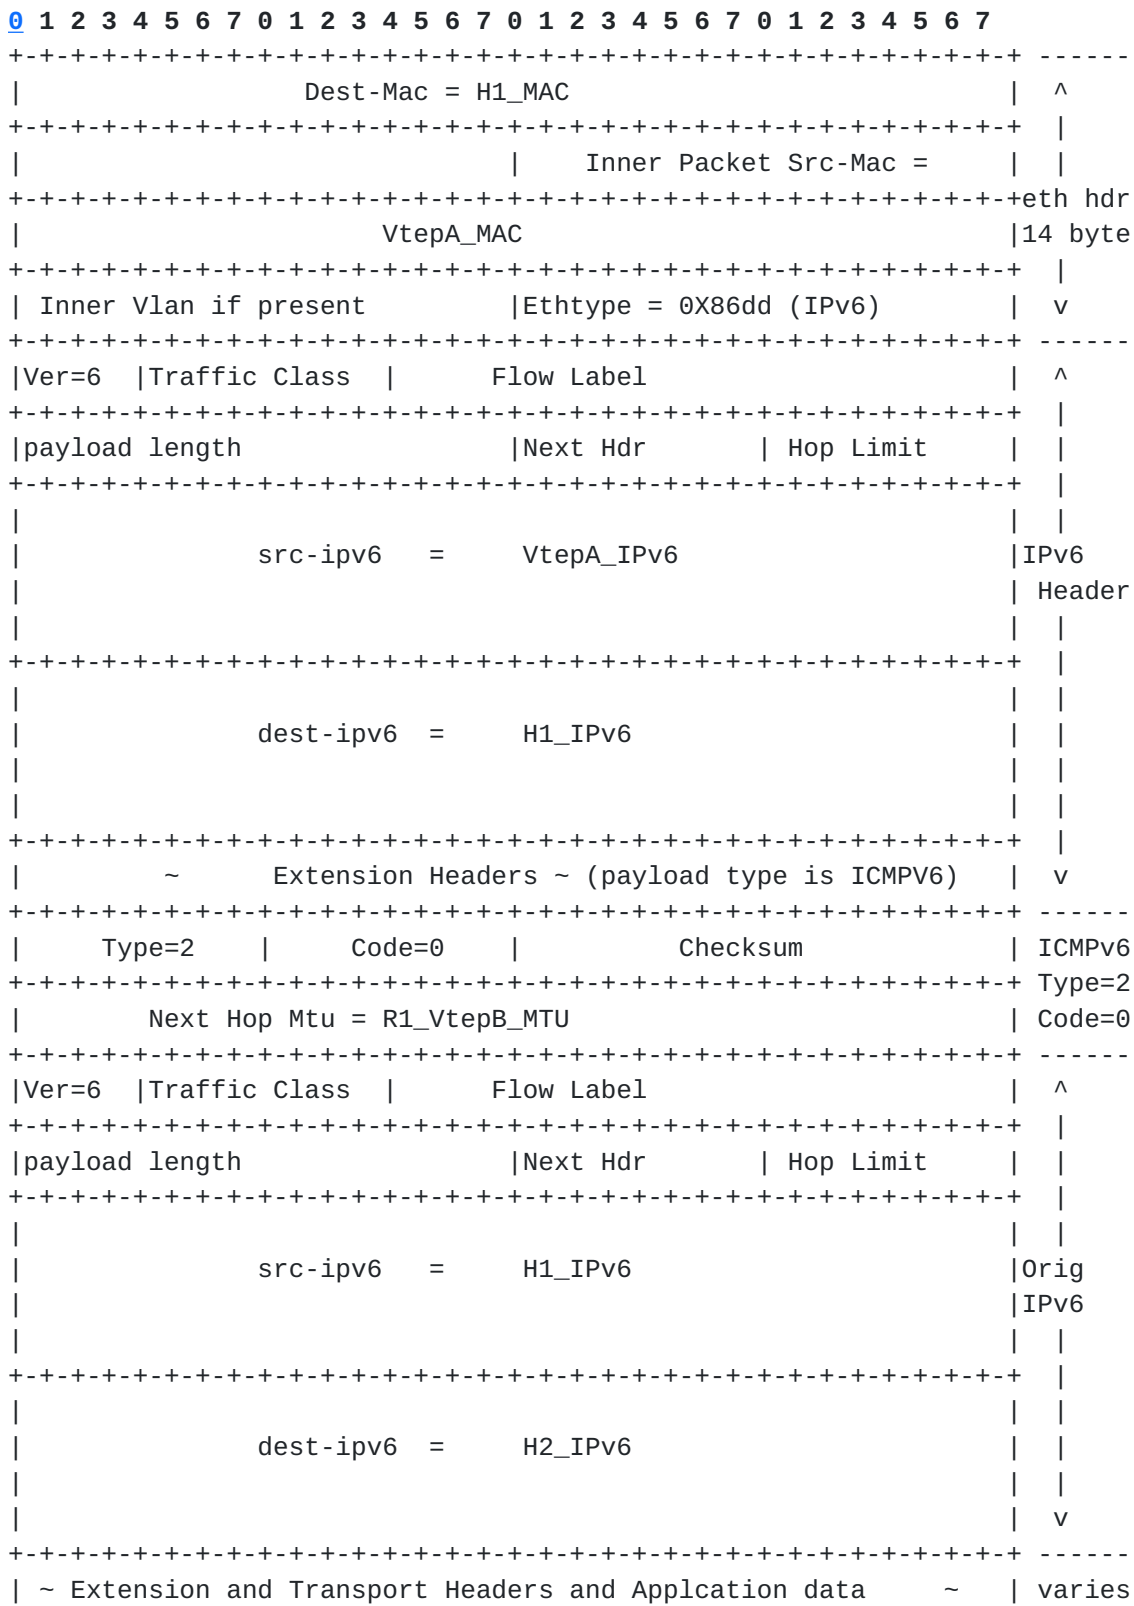 0 1 2 3 4 5 6 7 0 1 2 3 4 5 6 7 0 1 2 3 4 5 6 7 0 1 2 3 4 5 6 7
+-+-+-+-+-+-+-+-+-+-+-+-+-+-+-+-+-+-+-+-+-+-+-+-+-+-+-+-+-+-+-+-+ ------
|                  Dest-Mac = H1_MAC                            |  ^
+-+-+-+-+-+-+-+-+-+-+-+-+-+-+-+-+-+-+-+-+-+-+-+-+-+-+-+-+-+-+-+-+  |
|                               |    Inner Packet Src-Mac =     |  |
+-+-+-+-+-+-+-+-+-+-+-+-+-+-+-+-+-+-+-+-+-+-+-+-+-+-+-+-+-+-+-+-+eth hdr
|                       VtepA_MAC                               |14 byte
+-+-+-+-+-+-+-+-+-+-+-+-+-+-+-+-+-+-+-+-+-+-+-+-+-+-+-+-+-+-+-+-+  |
| Inner Vlan if present         |Ethtype = 0X86dd (IPv6)        |  v
+-+-+-+-+-+-+-+-+-+-+-+-+-+-+-+-+-+-+-+-+-+-+-+-+-+-+-+-+-+-+-+-+ ------
|Ver=6  |Traffic Class  |      Flow Label                       |  ^
+-+-+-+-+-+-+-+-+-+-+-+-+-+-+-+-+-+-+-+-+-+-+-+-+-+-+-+-+-+-+-+-+  |
|payload length                 |Next Hdr       | Hop Limit     |  |
+-+-+-+-+-+-+-+-+-+-+-+-+-+-+-+-+-+-+-+-+-+-+-+-+-+-+-+-+-+-+-+-+  |
|                                                               |  |
|               src-ipv6   =     VtepA_IPv6                     |IPv6
|                                                               | Header
|                                                               |  |
+-+-+-+-+-+-+-+-+-+-+-+-+-+-+-+-+-+-+-+-+-+-+-+-+-+-+-+-+-+-+-+-+  |
|                                                               |  |
|               dest-ipv6  =     H1_IPv6                        |  |
|                                                               |  |
|                                                               |  |
+-+-+-+-+-+-+-+-+-+-+-+-+-+-+-+-+-+-+-+-+-+-+-+-+-+-+-+-+-+-+-+-+  |
|         ~      Extension Headers ~ (payload type is ICMPV6)   |  v
+-+-+-+-+-+-+-+-+-+-+-+-+-+-+-+-+-+-+-+-+-+-+-+-+-+-+-+-+-+-+-+-+ ------
|     Type=2    |     Code=0    |          Checksum             | ICMPv6
+-+-+-+-+-+-+-+-+-+-+-+-+-+-+-+-+-+-+-+-+-+-+-+-+-+-+-+-+-+-+-+-+ Type=2
|        Next Hop Mtu = R1_VtepB_MTU                            | Code=0
+-+-+-+-+-+-+-+-+-+-+-+-+-+-+-+-+-+-+-+-+-+-+-+-+-+-+-+-+-+-+-+-+ ------
|Ver=6  |Traffic Class  |      Flow Label                       |  ^
+-+-+-+-+-+-+-+-+-+-+-+-+-+-+-+-+-+-+-+-+-+-+-+-+-+-+-+-+-+-+-+-+  |
|payload length                 |Next Hdr       | Hop Limit     |  |
+-+-+-+-+-+-+-+-+-+-+-+-+-+-+-+-+-+-+-+-+-+-+-+-+-+-+-+-+-+-+-+-+  |
|                                                               |  |
|               src-ipv6   =     H1_IPv6                        |Orig
|                                                               |IPv6
|                                                               |  |
+-+-+-+-+-+-+-+-+-+-+-+-+-+-+-+-+-+-+-+-+-+-+-+-+-+-+-+-+-+-+-+-+  |
|                                                               |  |
|               dest-ipv6  =     H2_IPv6                        |  |
|                                                               |  |
|                                                               |  v
+-+-+-+-+-+-+-+-+-+-+-+-+-+-+-+-+-+-+-+-+-+-+-+-+-+-+-+-+-+-+-+-+ ------
| ~ Extension and Transport Headers and Applcation data     ~   | varies